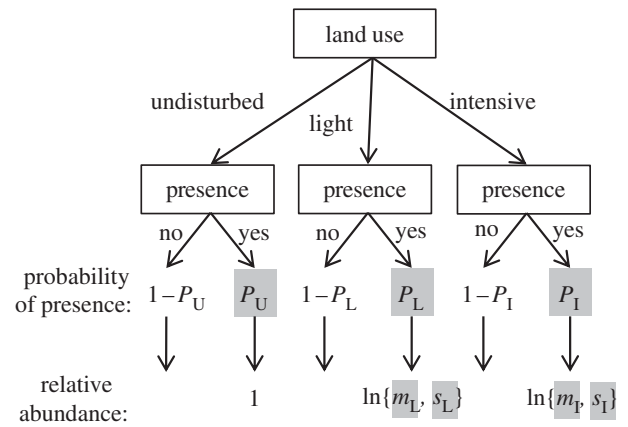 land use
undisturbed
light
intensive
presence presence presence
no yes no yes no yes
probability
of presence:
1 – P_U P_U 1 – P_L P_L 1 – P_I P_I
relative
abundance:
1 ln{m_L, s_L} ln{m_I, s_I}